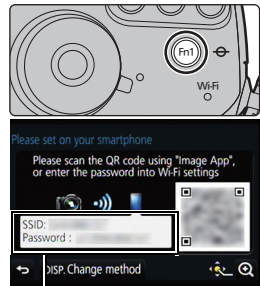 Fn1
Wi-Fi
Please set on your smartphone
Please scan the QR code using "Image App",
or enter the password into Wi-Fi settings
SSID:
Password :
DISP. Change method